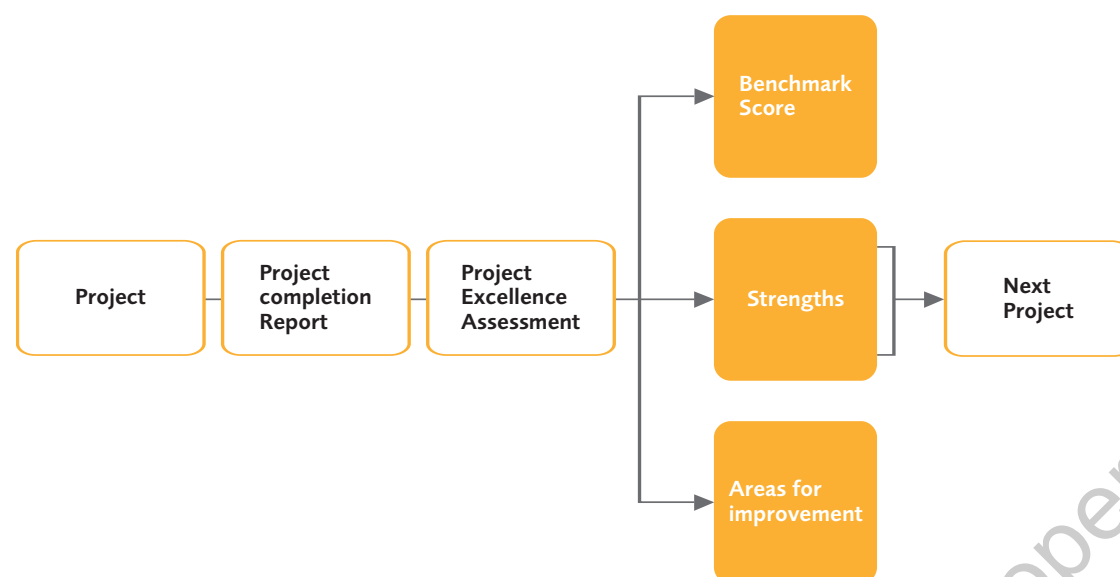 Benchmark
Score
Project
Project
completion
Report
Project
Excellence
Assessment
Strengths
Next
Project
Areas for
improvement